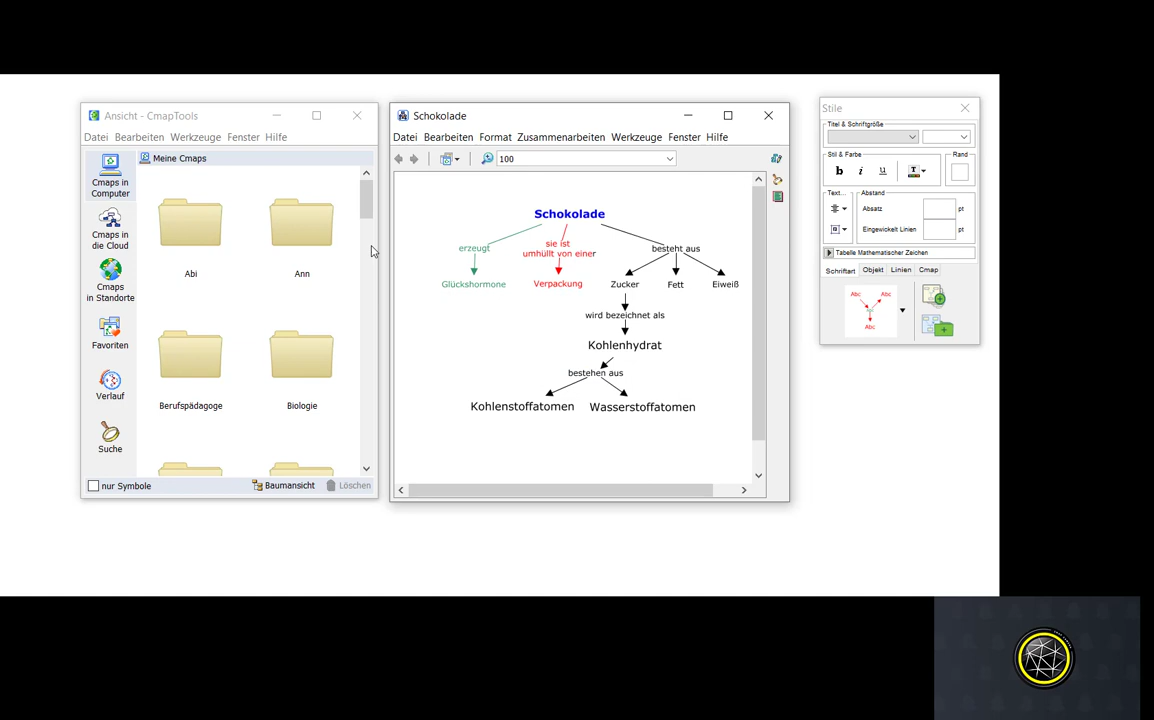 Ansicht - CmapTools
Datei Bearbeiten Werkzeuge Fenster Hilfe
Cmaps in
Computer
Cmaps in
die Cloud
Cmaps
in Standorte
Favoriten
Verlauf
Suche
Meine Cmaps
Abi Ann
Berufspädagoge Biologie
nur Symbole Baumansicht Löschen
Schokolade
Datei Bearbeiten Format Zusammenarbeiten Werkzeuge Fenster Hilfe
100
Schokolade
erzeugt
sie ist
umhüllt von einer
besteht aus
Glückshormone Verpackung Zucker Fett Eiweiß
wird bezeichnet als
Kohlenhydrat
bestehen aus
Kohlenstoffatomen Wasserstoffatomen
Stile
Titel & Schriftgröße
Stil & Farbe Rand
b i u T
Text... Abstand
Absatz pt
Eingewickelt Linien pt
Tabelle Mathematischer Zeichen
Schriftart Objekt Linien Cmap
Abc Abc
Abc